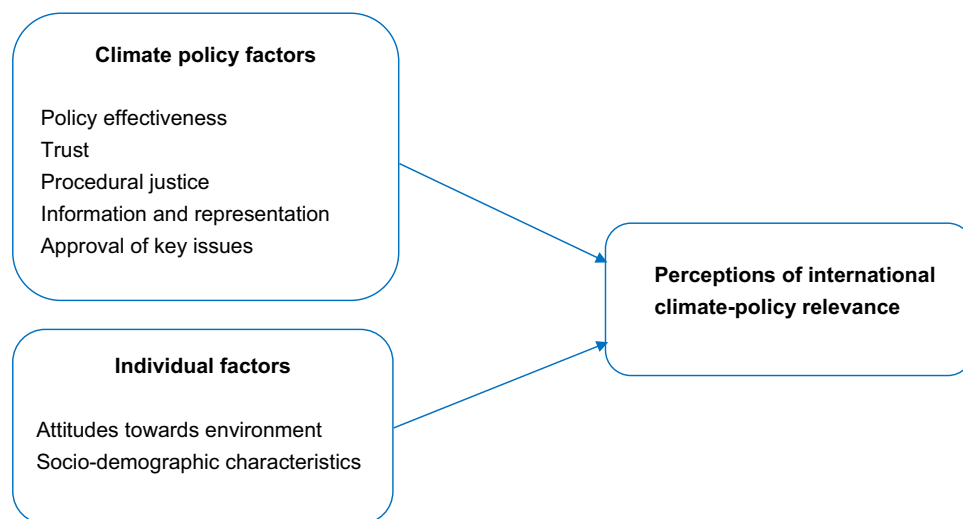 Climate policy factors
Policy effectiveness
Trust
Procedural justice
Information and representation
Approval of key issues
Perceptions of international
climate-policy relevance
Individual factors
Attitudes towards environment
Socio-demographic characteristics